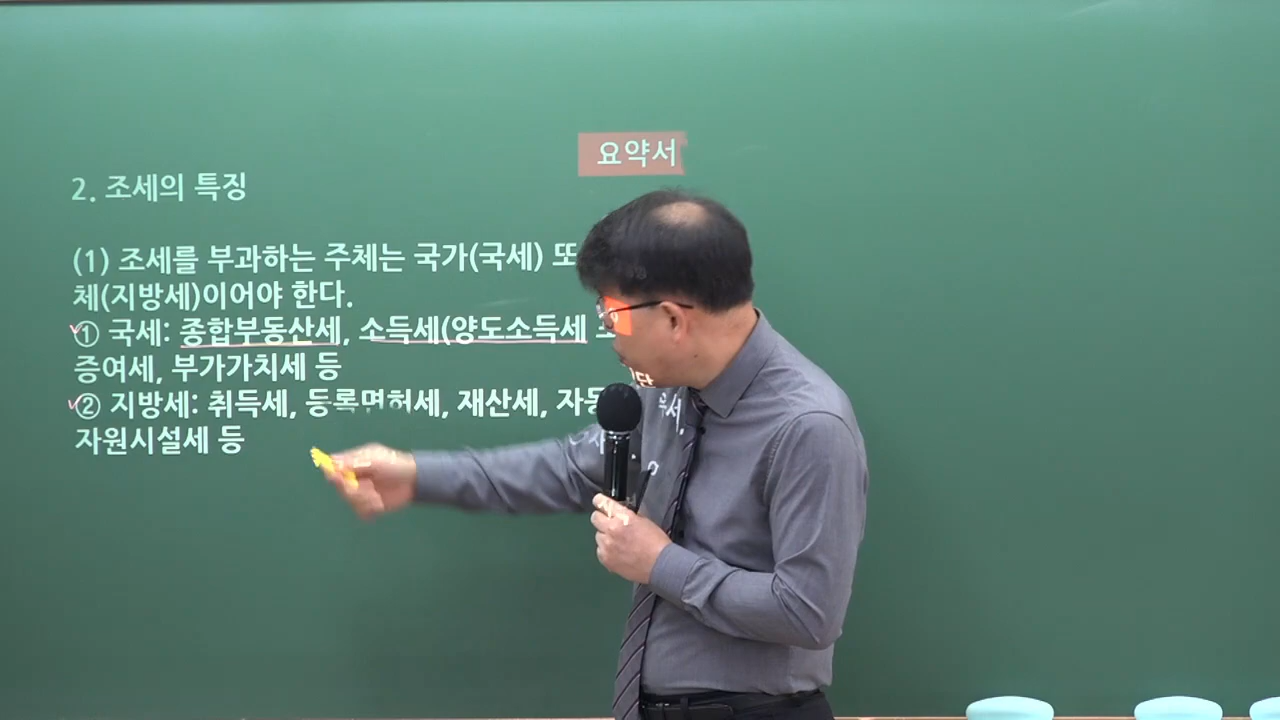 요약서
2. 조세의 특징
(1) 조세를 부과하는 주체는 국가(국세) 또
체(지방세)이어야 한다.
① 국세: 종합부동산세, 소득세(양도소득세
증여세, 부가가치세 등
② 지방세: 취득세, 등록면허세, 재산세, 자동
자원시설세 등